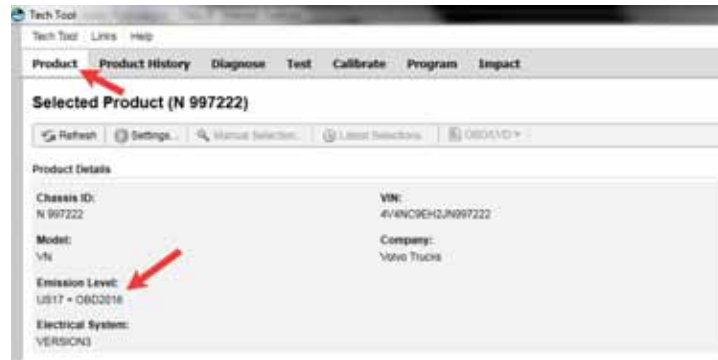 Tech Tool
Tech Tool Links Help
Product Product History Diagnose Test Calibrate Program Impact
Selected Product (N 997222)
Refresh Settings... Manual Selection... Latest Selections OBD/LVD
Product Details
Chassis ID: VIN:
N 997222 4V4NC9EH2JN997222
Model: Company:
VN Volvo Trucks
Emission Level:
US17 + OBD2016
Electrical System:
VERSION3